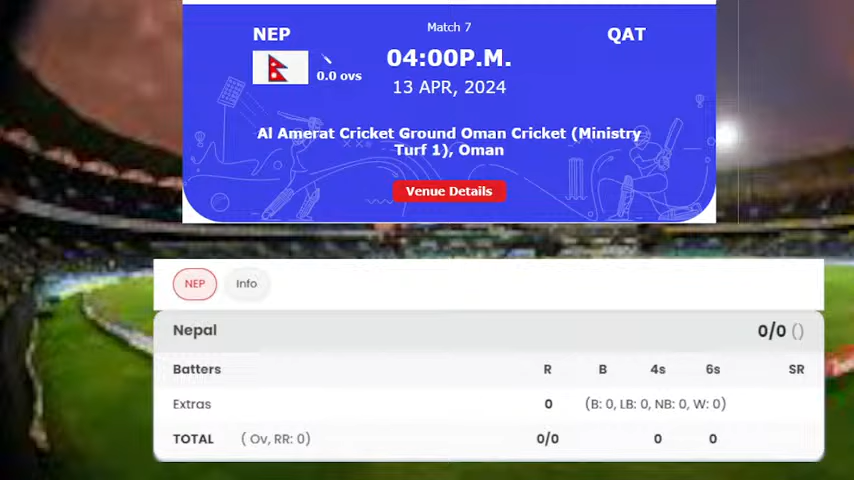 Match 7
NEP
QAT
04:00P.M.
0.0 ovs
13 APR, 2024
Al Amerat Cricket Ground Oman Cricket (Ministry
Turf 1), Oman
Venue Details
NEP Info
Nepal 0/0 ()
Batters R B 4s 6s SR
Extras 0 (B: 0, LB: 0, NB: 0, W: 0)
TOTAL ( Ov, RR: 0) 0/0 0 0